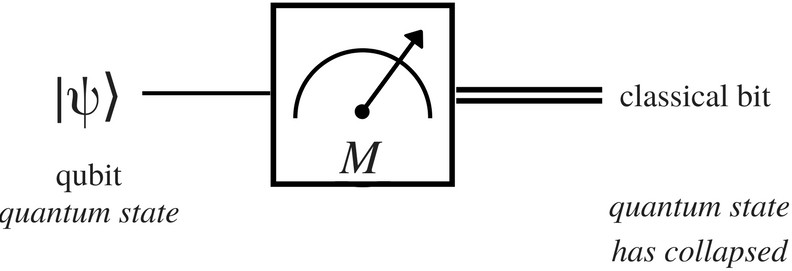 |ψ⟩
qubit
quantum state
M
classical bit
quantum state
has collapsed